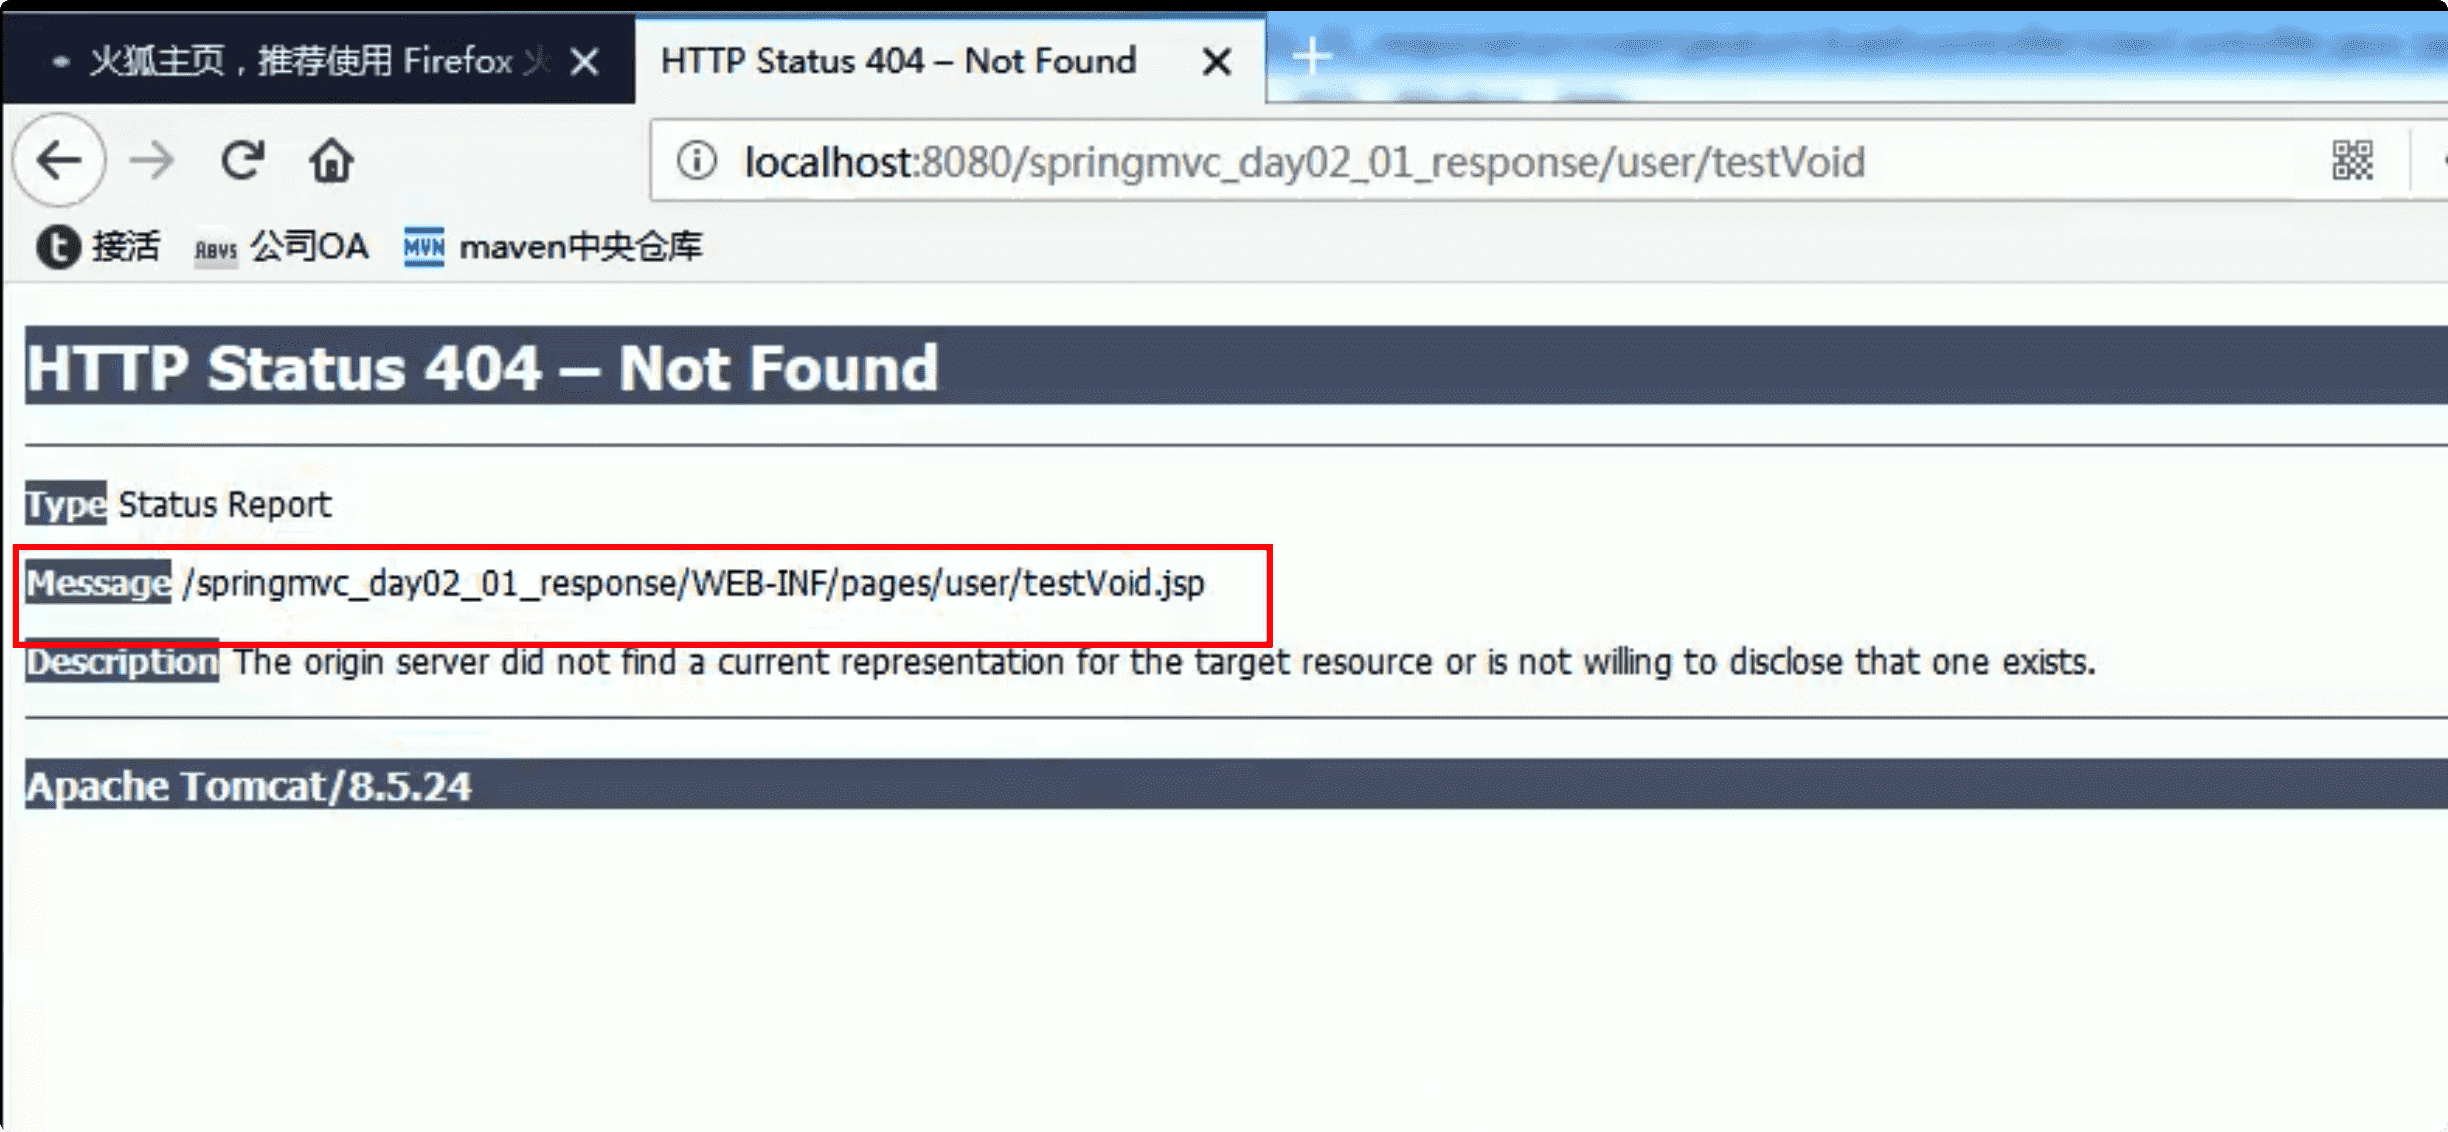 火狐主页，推荐使用 Firefox
HTTP Status 404 – Not Found
localhost:8080/springmvc_day02_01_response/user/testVoid
t 接活 ABVS 公司OA MVN maven中央仓库
HTTP Status 404 – Not Found
Type Status Report
Message /springmvc_day02_01_response/WEB-INF/pages/user/testVoid.jsp
Description The origin server did not find a current representation for the target resource or is not willing to disclose that one exists.
Apache Tomcat/8.5.24